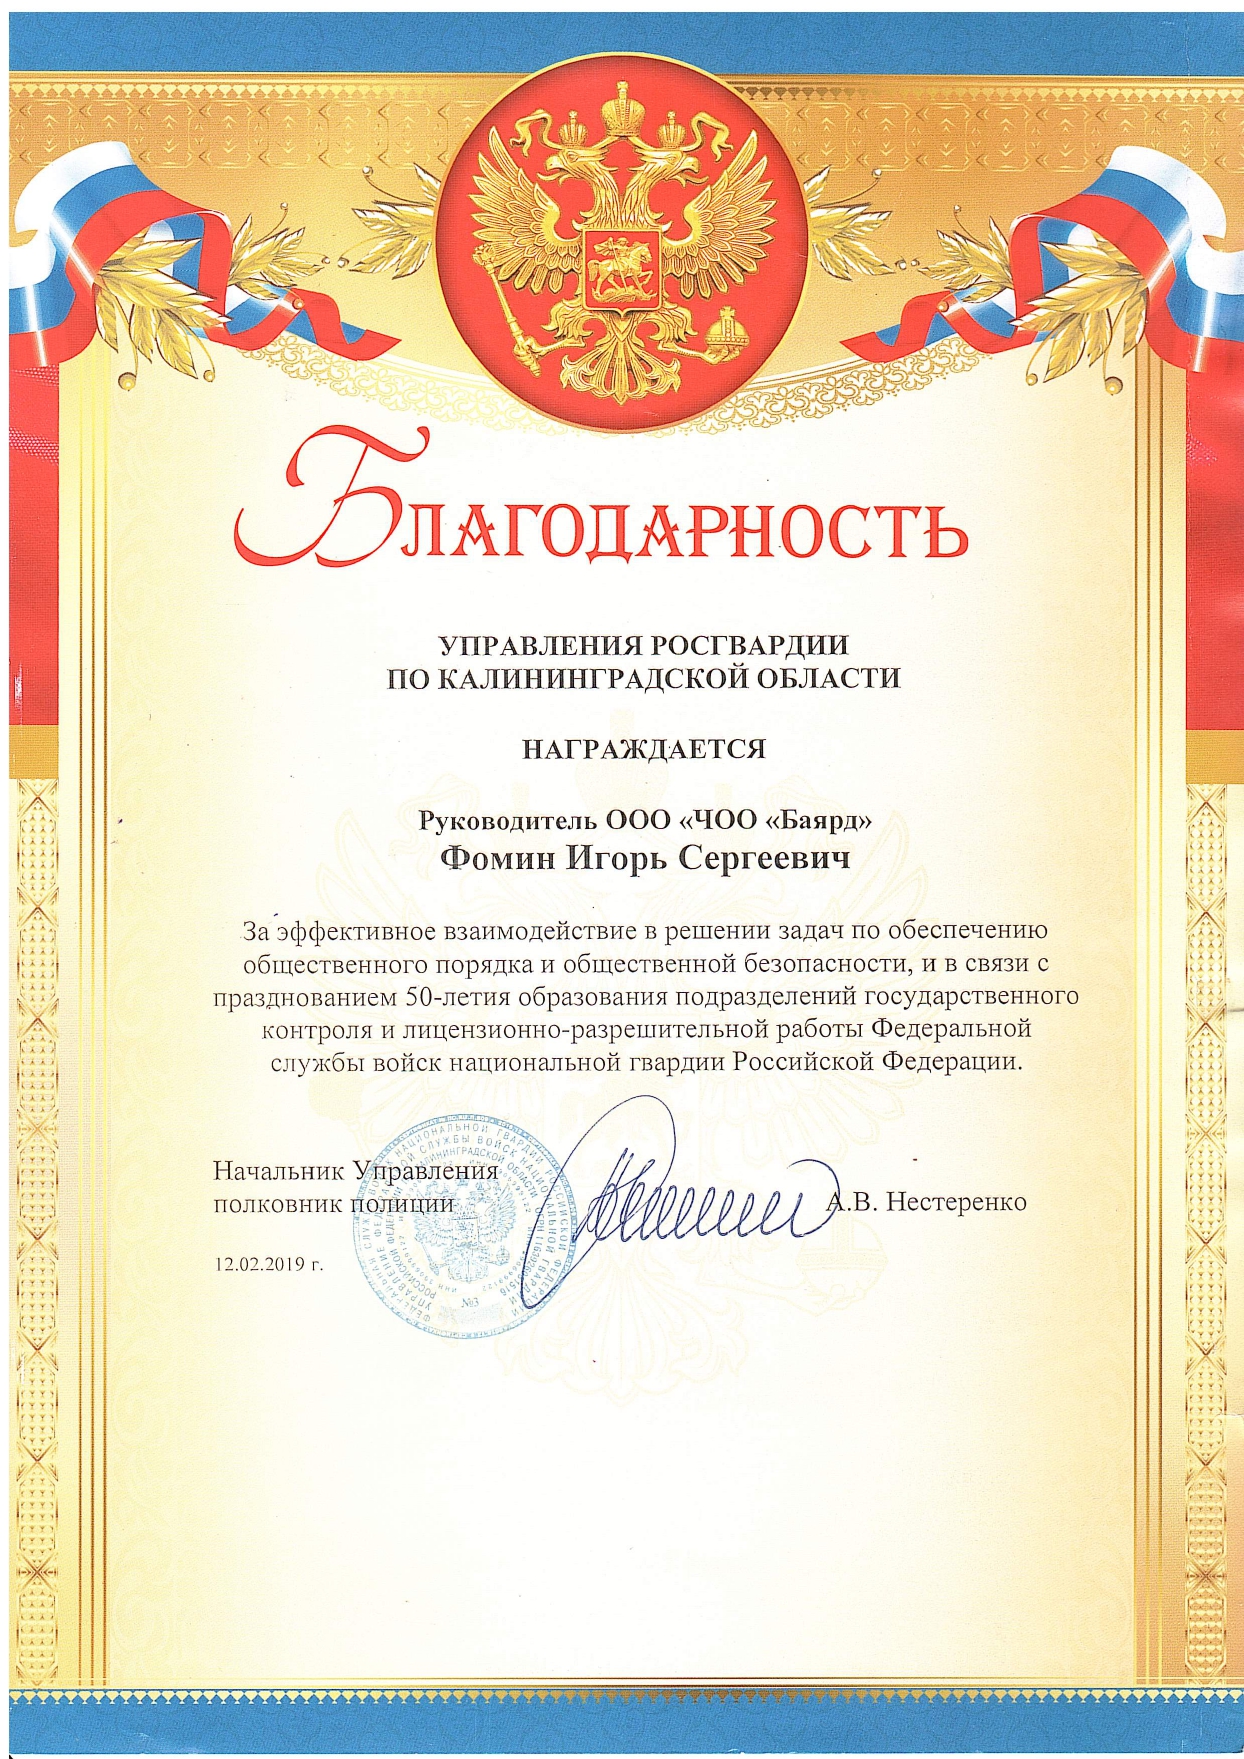 Благодарность
УПРАВЛЕНИЯ РОСГВАРДИИ
ПО КАЛИНИНГРАДСКОЙ ОБЛАСТИ
НАГРАЖДАЕТСЯ
Руководитель ООО «ЧОО «Баярд»
Фомин Игорь Сергеевич
За эффективное взаимодействие в решении задач по обеспечению
общественного порядка и общественной безопасности, и в связи с
празднованием 50-летия образования подразделений государственного
контроля и лицензионно-разрешительной работы Федеральной
службы войск национальной гвардии Российской Федерации.
Начальник Управления
полковник полиции
А.В. Нестеренко
12.02.2019 г.
№3